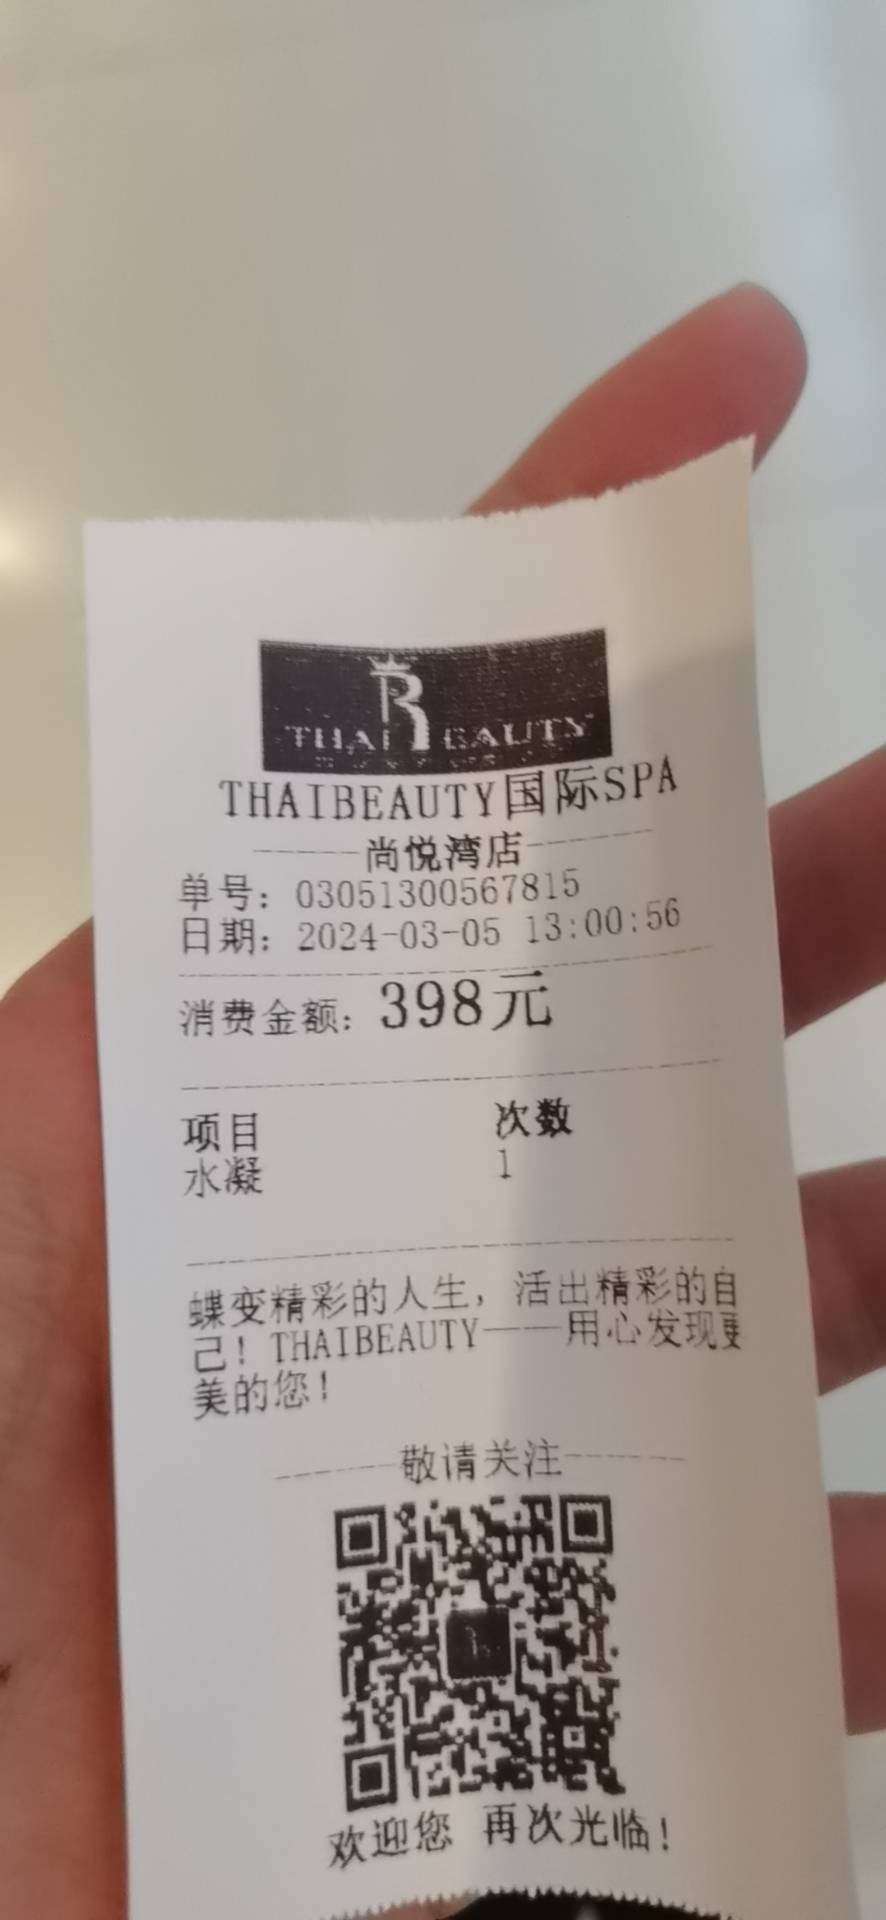 THAI BEAUTY
THAIBEAUTY国际SPA
尚悦湾店
单号：03051300567815
日期：2024-03-05 13:00:56
消费金额：398元
项目 次数
水凝 1
蝶变精彩的人生，活出精彩的自
己！THAIBEAUTY——用心发现更
美的您！
敬请关注
欢迎您 再次光临！